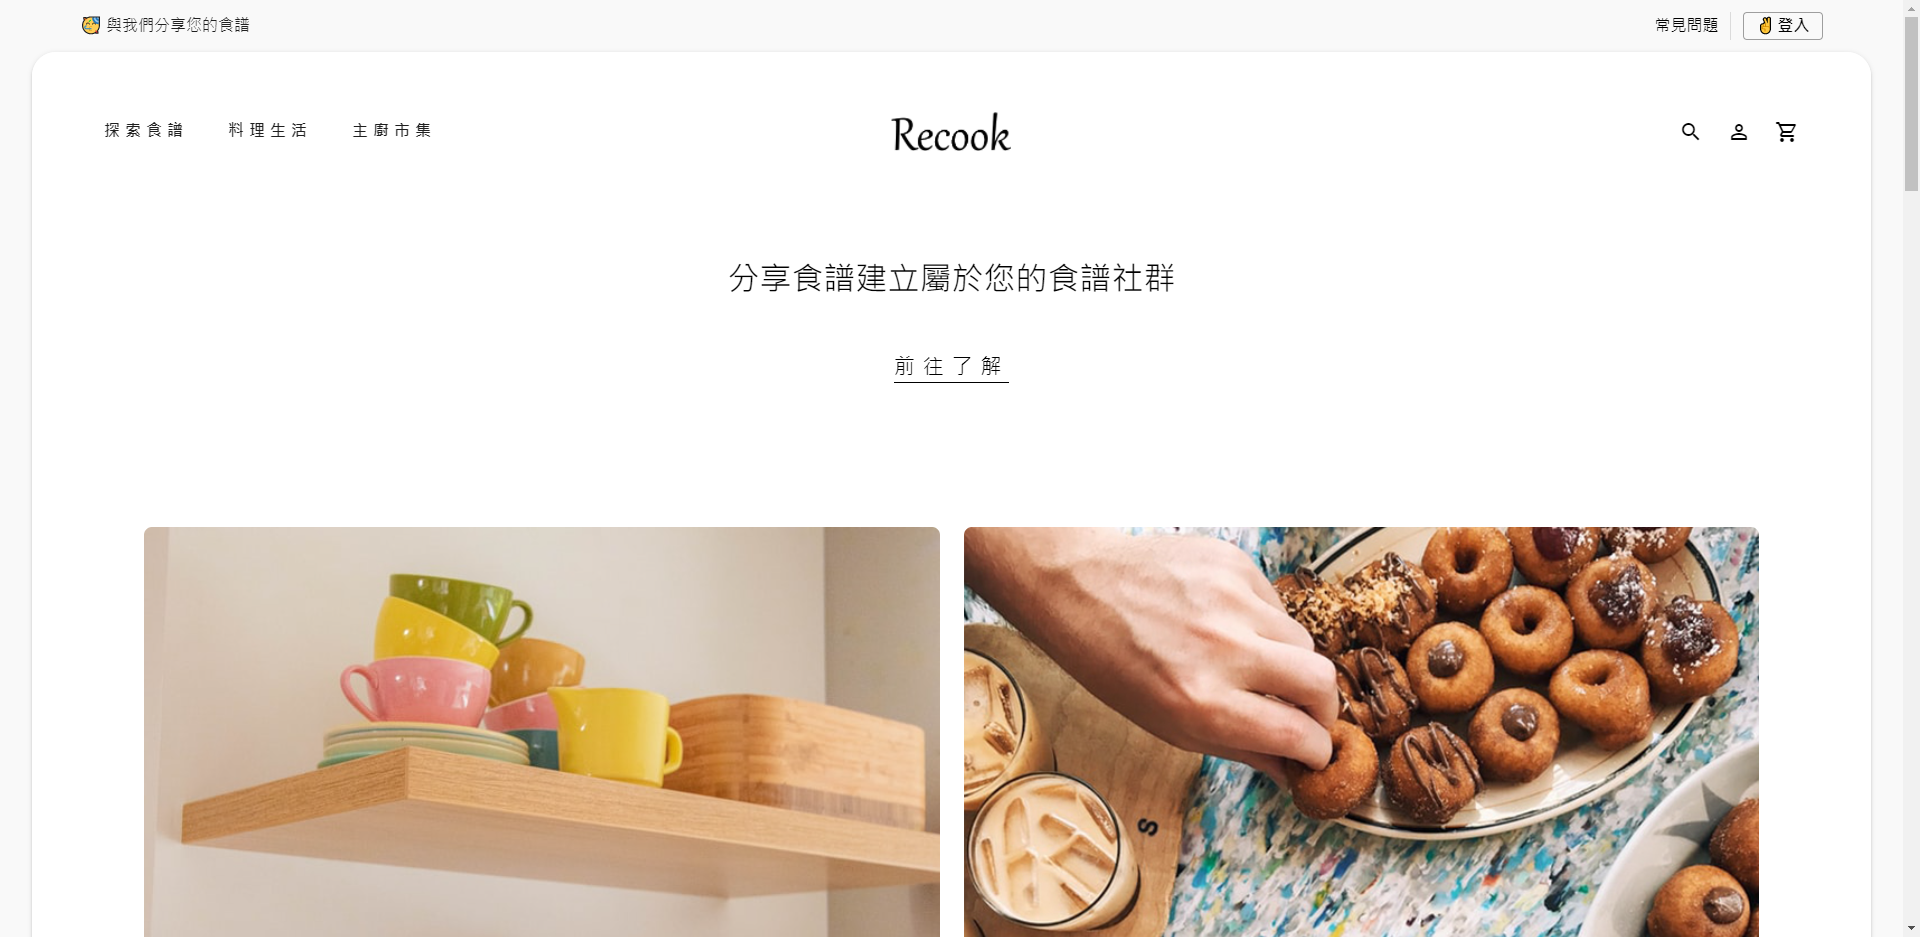 與我們分享您的食譜
常見問題
登入
探索食譜 料理生活 主廚市集
Recook
分享食譜建立屬於您的食譜社群
前往了解
S